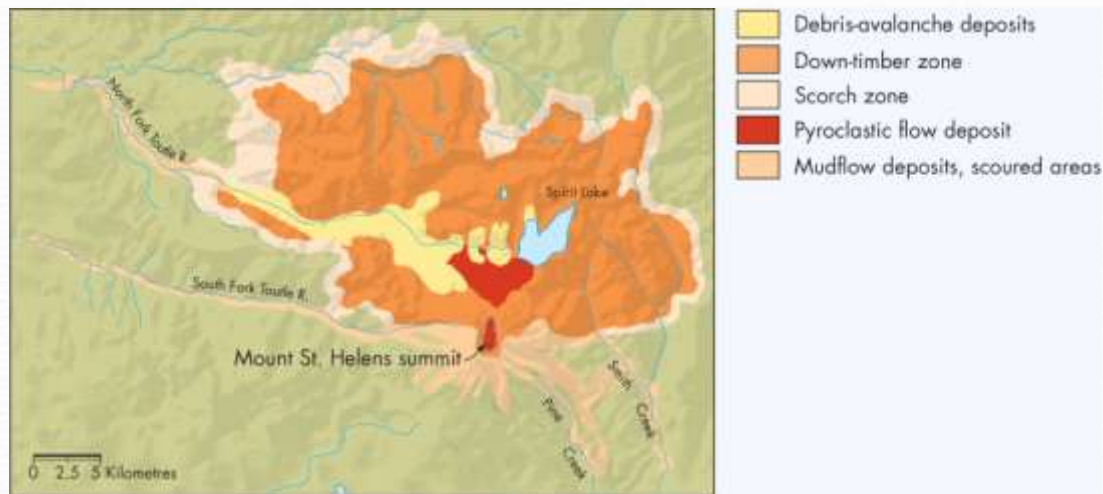 Debris-avalanche deposits
Down-timber zone
Scorch zone
Pyroclastic flow deposit
Mudflow deposits, scoured areas
North Fork Toutle R.
Spirit Lake
South Fork Toutle R.
Mount St. Helens summit
Smith Creek
Pine Creek
0 2.5 5 Kilometres